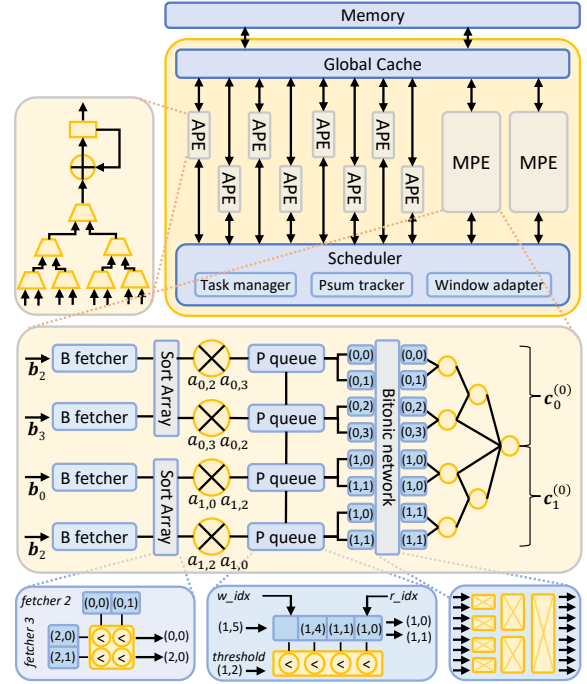 Memory
Global Cache
APE APE APE APE
APE APE APE APE
MPE MPE
Scheduler
Task manager Psum tracker Window adapter
b₂ B fetcher a₀,₂ a₀,₃ P queue (0,0) (0,0)
(0,1) (0,1)
Sort Array
c₀⁽⁰⁾
b₃ B fetcher a₀,₃ a₀,₂ P queue (0,2) (0,2)
(0,3) (0,3)
Bitonic network
b₀ B fetcher a₁,₀ a₁,₂ P queue (1,0) (1,0)
(1,1) (1,1)
Sort Array
c₁⁽⁰⁾
b₂ B fetcher a₁,₂ a₁,₀ P queue (1,0) (1,1)
(1,1) (1,1)
fetcher 2 (0,0) (0,1)
fetcher 3
(2,0) < < (0,0)
(2,1) < < (2,0)
w_idx r_idx
(1,5) (1,4) (1,1) (1,0) (1,0)
(1,1)
threshold
(1,2) < < < <